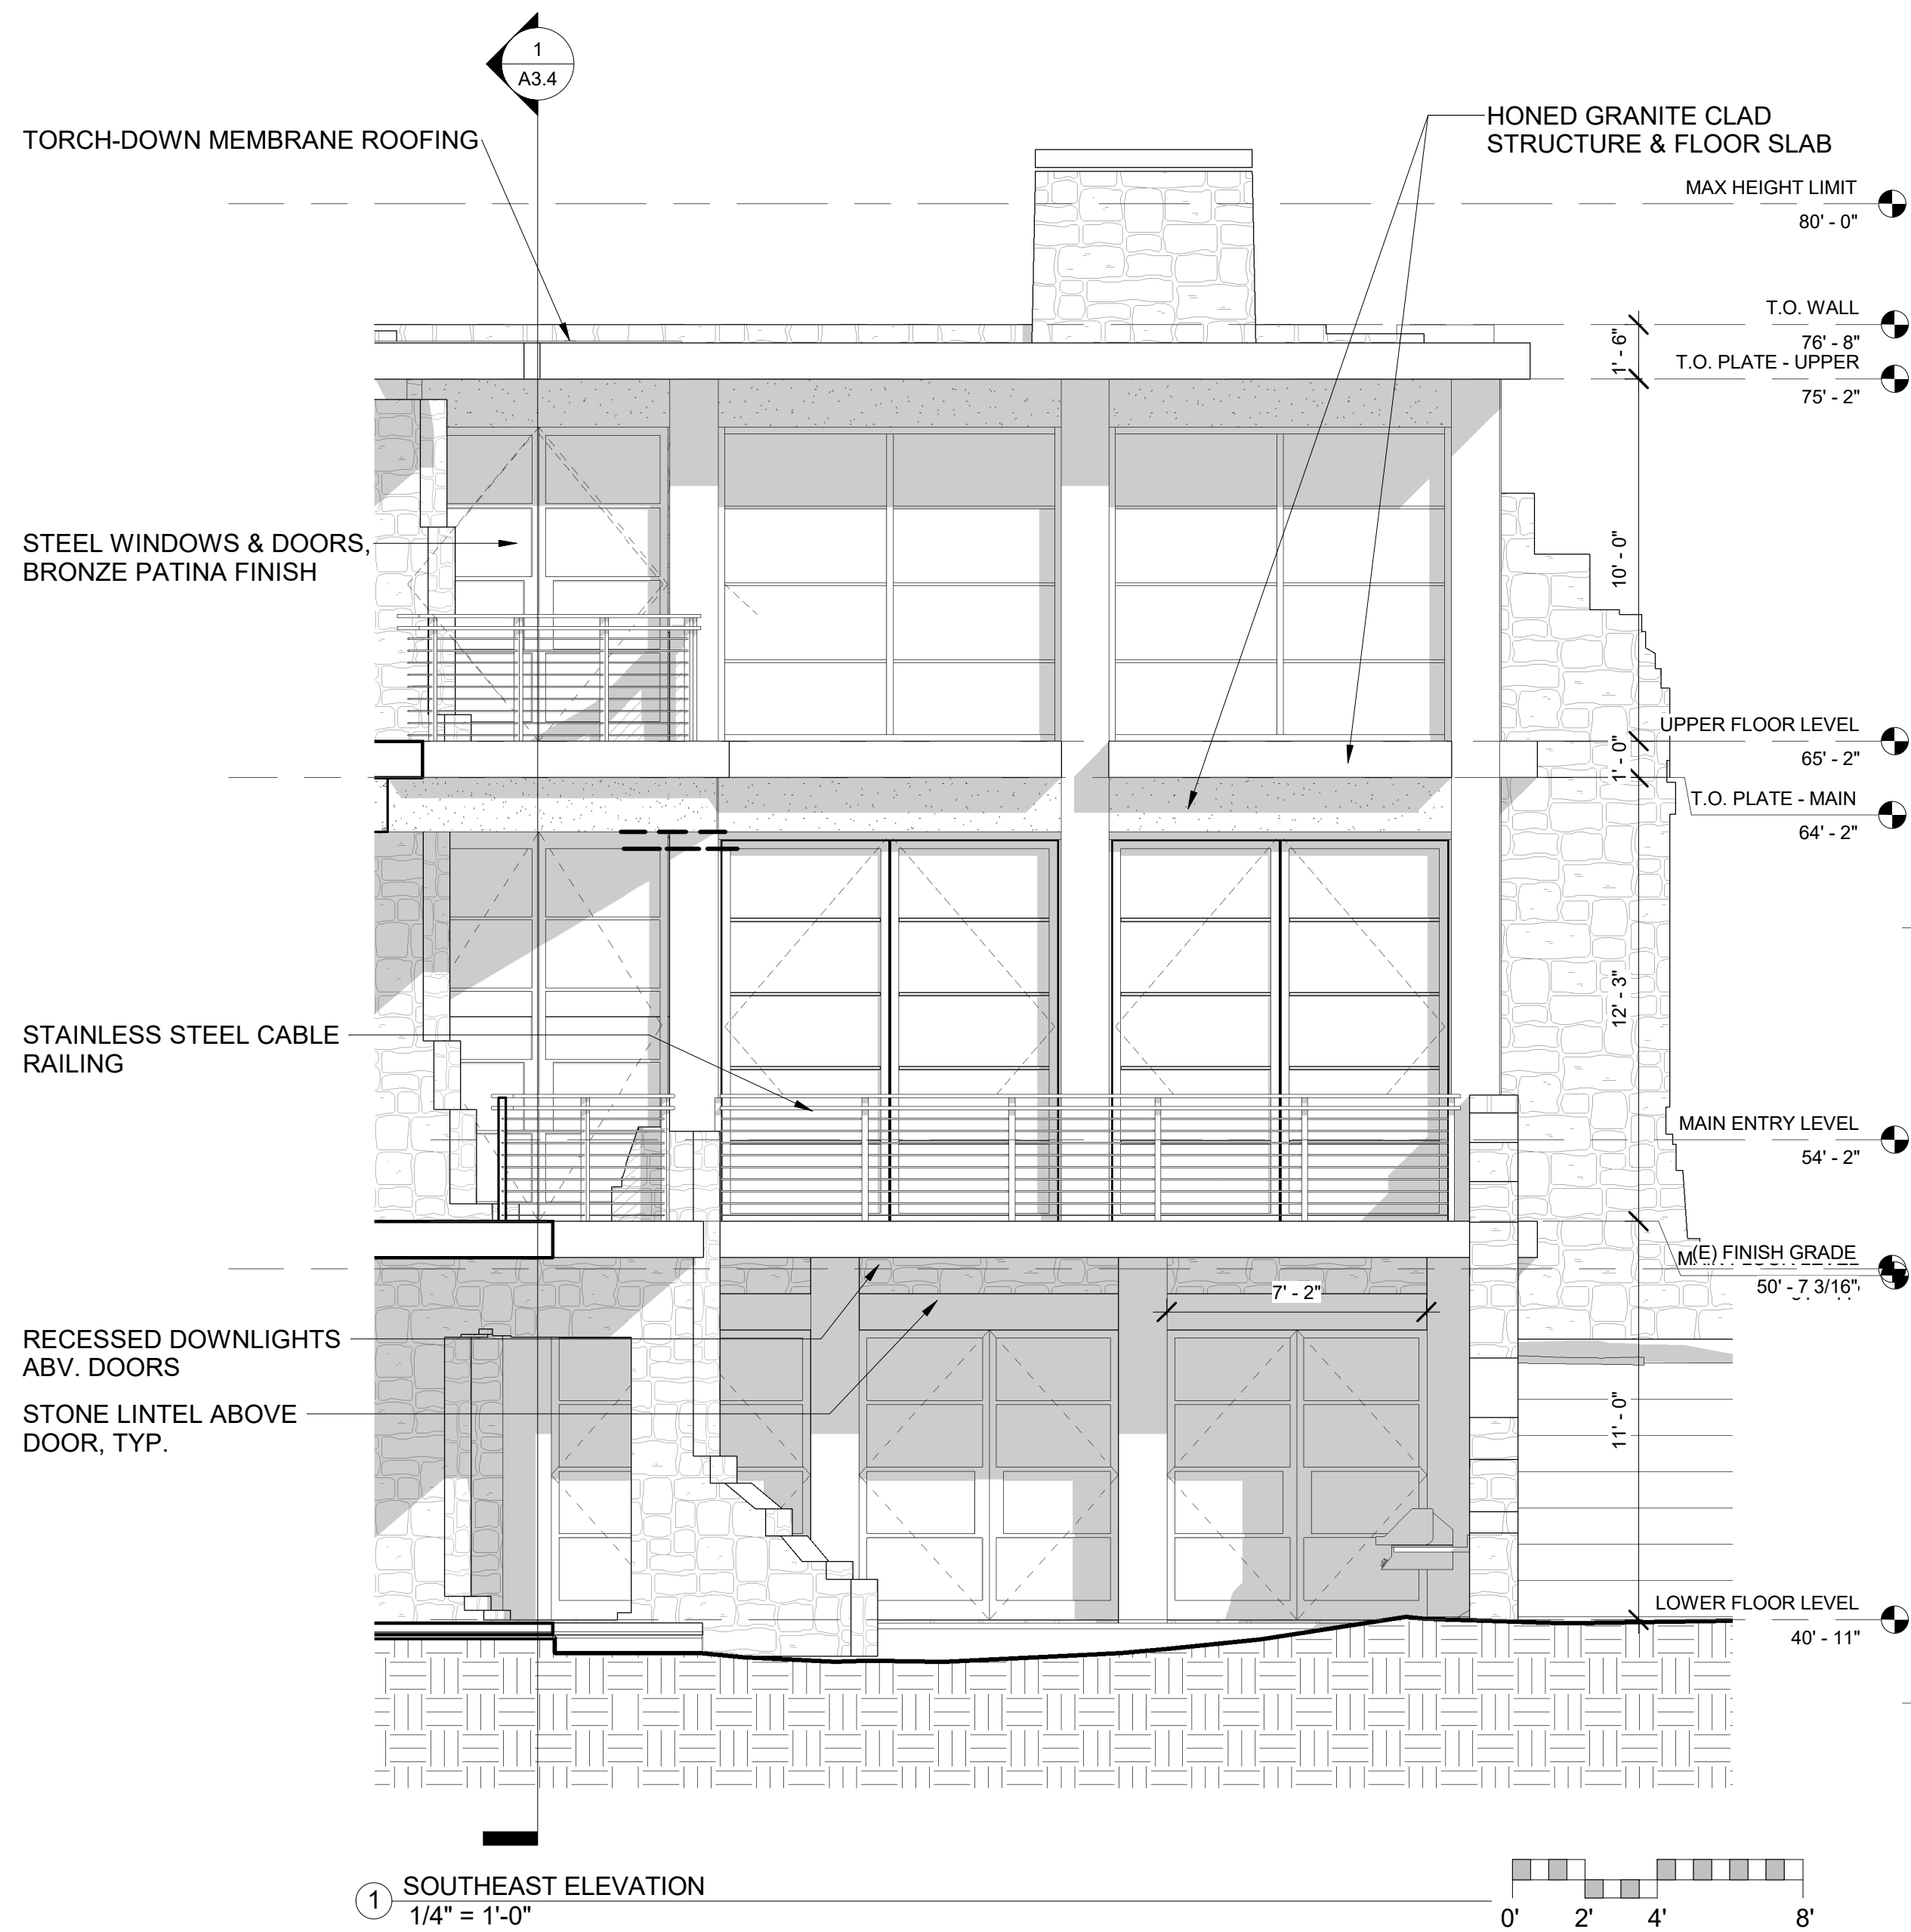 1
A3.4
TORCH-DOWN MEMBRANE ROOFING
HONED GRANITE CLAD
STRUCTURE & FLOOR SLAB
MAX HEIGHT LIMIT
80' - 0"
T.O. WALL
76' - 8"
1' - 6"
T.O. PLATE - UPPER
75' - 2"
STEEL WINDOWS & DOORS,
BRONZE PATINA FINISH
10' - 0"
UPPER FLOOR LEVEL
65' - 2"
1' - 0"
T.O. PLATE - MAIN
64' - 2"
12' - 3"
STAINLESS STEEL CABLE
RAILING
MAIN ENTRY LEVEL
54' - 2"
(E) FINISH GRADE
50' - 7 3/16"
7' - 2"
RECESSED DOWNLIGHTS
ABV. DOORS
STONE LINTEL ABOVE
DOOR, TYP.
11' - 0"
LOWER FLOOR LEVEL
40' - 11"
1
SOUTHEAST ELEVATION
1/4" = 1'-0"
0' 2' 4' 8'